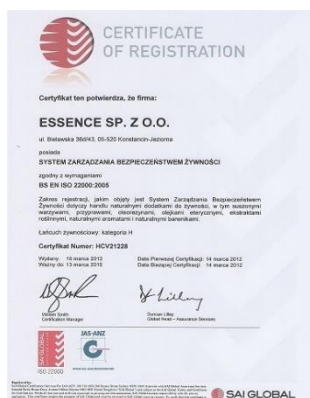 CERTIFICATE
OF REGISTRATION
Certyfikat ten potwierdza, że firma:
ESSENCE SP. Z O.O.
ul. Bielawska 36d/43, 05-520 Konstancin-Jeziorna
posiada
SYSTEM ZARZĄDZANIA BEZPIECZEŃSTWEM ŻYWNOŚCI
zgodny z wymaganiami
BS EN ISO 22000:2005
Zakres rejestracji, jakim objęty jest System Zarządzania Bezpieczeństwem
Żywności dotyczy handlu naturalnymi dodatkami do żywności, w tym suszonymi
warzywami, przyprawami, oleorezynami, olejkami eterycznymi, ekstraktami
roślinnymi, naturalnymi aromatami i naturalnymi barwnikami.
Łańcuch żywnościowy: kategoria H
Certyfikat Numer: HCV21228
Wydany: 16 marca 2012 Data Pierwszej Certyfikacji: 14 marca 2012
Ważny do: 13 marca 2015 Data Bieżącej Certyfikacji: 14 marca 2012
Certification Manager
Duncan Lilley
Global Head – Assurance Services
SAI GLOBAL
ISO 22000
JAS-ANZ
SAI GLOBAL